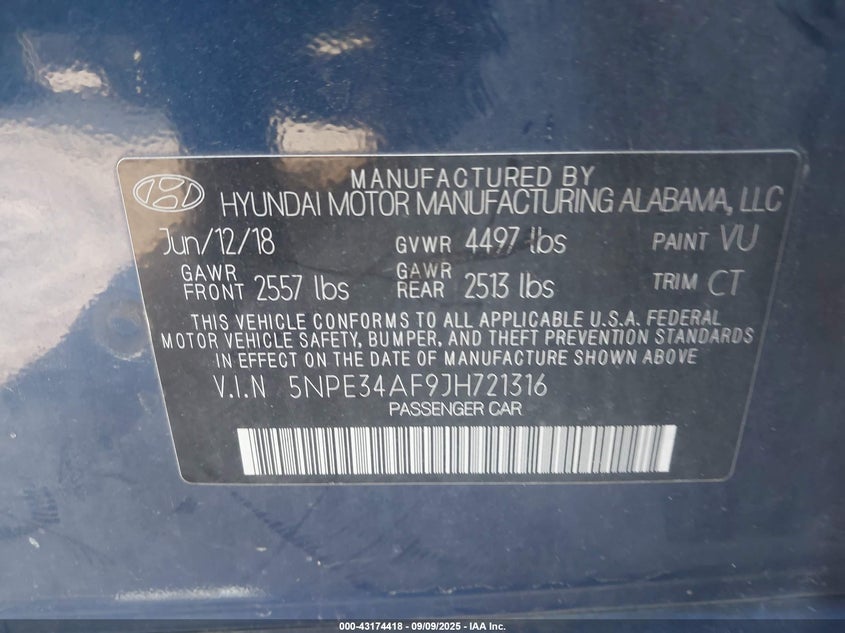 MANUFACTURED BY
HYUNDAI MOTOR MANUFACTURING ALABAMA, LLC
Jun/12/18 GVWR 4497 lbs PAINT VU
GAWR FRONT 2557 lbs GAWR REAR 2513 lbs TRIM CT
THIS VEHICLE CONFORMS TO ALL APPLICABLE U.S.A. FEDERAL
MOTOR VEHICLE SAFETY, BUMPER, AND THEFT PREVENTION STANDARDS
IN EFFECT ON THE DATE OF MANUFACTURE SHOWN ABOVE
V.I.N 5NPE34AF9JH721316
PASSENGER CAR
000-43174418 - 09/09/2025 - IAA Inc.